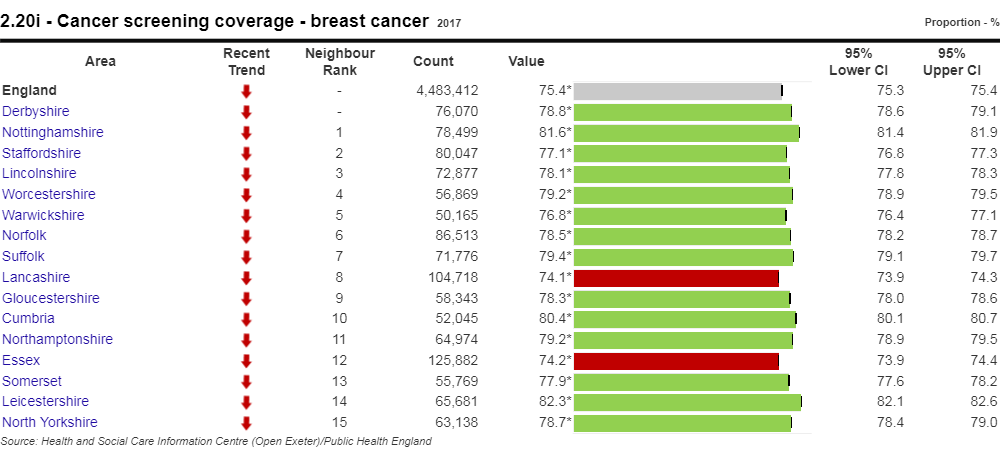 2.20i - Cancer screening coverage - breast cancer 2017 Proportion - %
Area Recent Trend Neighbour Rank Count Value 95% Lower CI 95% Upper CI
England - 4,483,412 75.4* 75.3 75.4
Derbyshire - 76,070 78.8* 78.6 79.1
Nottinghamshire 1 78,499 81.6* 81.4 81.9
Staffordshire 2 80,047 77.1* 76.8 77.3
Lincolnshire 3 72,877 78.1* 77.8 78.3
Worcestershire 4 56,869 79.2* 78.9 79.5
Warwickshire 5 50,165 76.8* 76.4 77.1
Norfolk 6 86,513 78.5* 78.2 78.7
Suffolk 7 71,776 79.4* 79.1 79.7
Lancashire 8 104,718 74.1* 73.9 74.3
Gloucestershire 9 58,343 78.3* 78.0 78.6
Cumbria 10 52,045 80.4* 80.1 80.7
Northamptonshire 11 64,974 79.2* 78.9 79.5
Essex 12 125,882 74.2* 73.9 74.4
Somerset 13 55,769 77.9* 77.6 78.2
Leicestershire 14 65,681 82.3* 82.1 82.6
North Yorkshire 15 63,138 78.7* 78.4 79.0
Source: Health and Social Care Information Centre (Open Exeter)/Public Health England